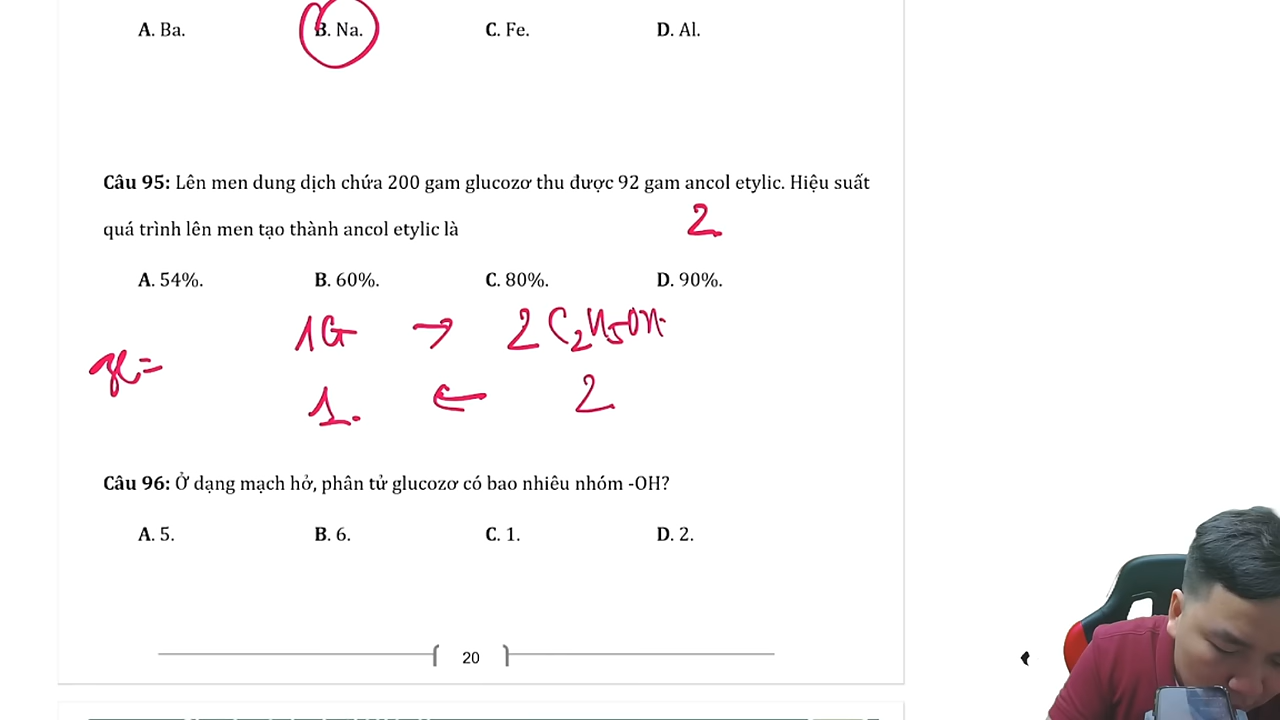 A. Ba. B. Na. C. Fe. D. Al.
Câu 95: Lên men dung dịch chứa 200 gam glucozơ thu được 92 gam ancol etylic. Hiệu suất
2
quá trình lên men tạo thành ancol etylic là
A. 54%. B. 60%. C. 80%. D. 90%.
1G → 2C₂H₅OH
H=
1. ← 2
Câu 96: Ở dạng mạch hở, phân tử glucozơ có bao nhiêu nhóm -OH?
A. 5. B. 6. C. 1. D. 2.
20